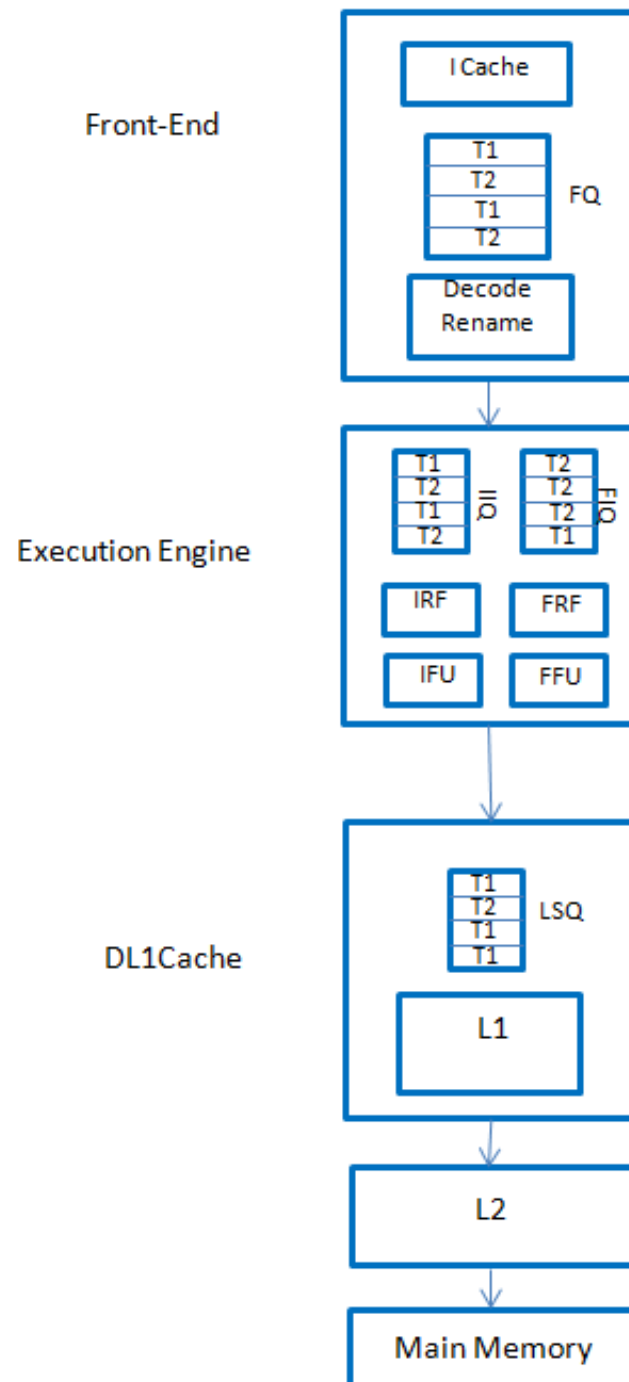 Front-End
I Cache
T1
T2
T1
T2
FQ
Decode
Rename
Execution Engine
T1
T2
T1
T2
IIQ
T2
T2
T2
T1
FIQ
IRF
FRF
IFU
FFU
DL1Cache
T1
T2
T1
T1
LSQ
L1
L2
Main Memory